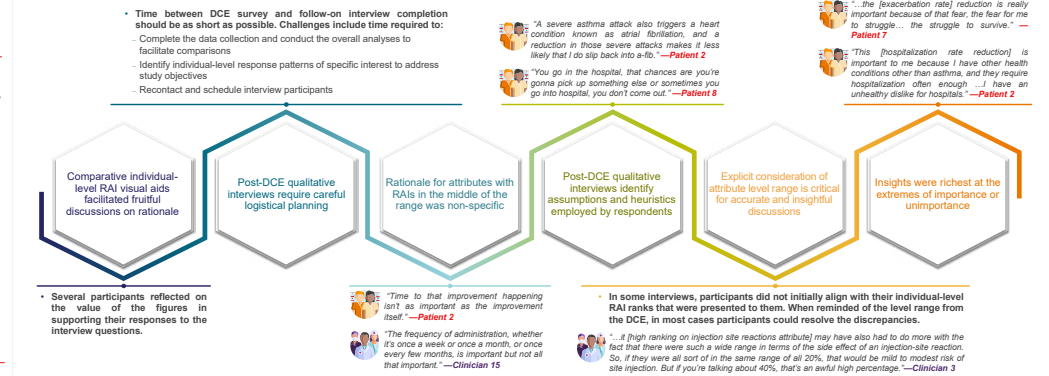 • Time between DCE survey and follow-on interview completion
should be as short as possible. Challenges include time required to:
– Complete the data collection and conduct the overall analyses to
facilitate comparisons
– Identify individual-level response patterns of specific interest to address
study objectives
– Recontact and schedule interview participants
"A severe asthma attack also triggers a heart
condition known as atrial fibrillation, and a
reduction in those severe attacks makes it less
likely that I do slip back into a-fib." —Patient 2
"You go in the hospital, that chances are you're
gonna pick up something else or sometimes you
go into hospital, you don't come out." —Patient 8
"…the [exacerbation rate] reduction is really
important because of that fear, the fear for me
to struggle… the struggle to survive." —
Patient 7
"This [hospitalization rate reduction] is
important to me because I have other health
conditions other than asthma, and they require
hospitalization often enough …I have an
unhealthy dislike for hospitals." —Patient 2
Comparative individual-
level RAI visual aids
facilitated fruitful
discussions on rationale
Post-DCE qualitative
interviews require careful
logistical planning
Rationale for attributes with
RAIs in the middle of the
range was non-specific
Post-DCE qualitative
interviews identify
assumptions and heuristics
employed by respondents
Explicit consideration of
attribute level range is critical
for accurate and insightful
discussions
Insights were richest at the
extremes of importance or
unimportance
• Several participants reflected on
the value of the figures in
supporting their responses to the
interview questions.
"Time to that improvement happening
isn't as important as the improvement
itself." —Patient 2
"The frequency of administration, whether
it's once a week or once a month, or once
every few months, is important but not all
that important." —Clinician 15
• In some interviews, participants did not initially align with their individual-level
RAI ranks that were presented to them. When reminded of the level range from
the DCE, in most cases participants could resolve the discrepancies.
"…it [high ranking on injection site reactions attribute] may have also had to do more with the
fact that there were such a wide range in terms of the side effect of an injection-site reaction.
So, if they were all sort of in the same range of all 20%, that would be mild to modest risk of
site injection. But if you're talking about 40%, that's an awful high percentage."—Clinician 3